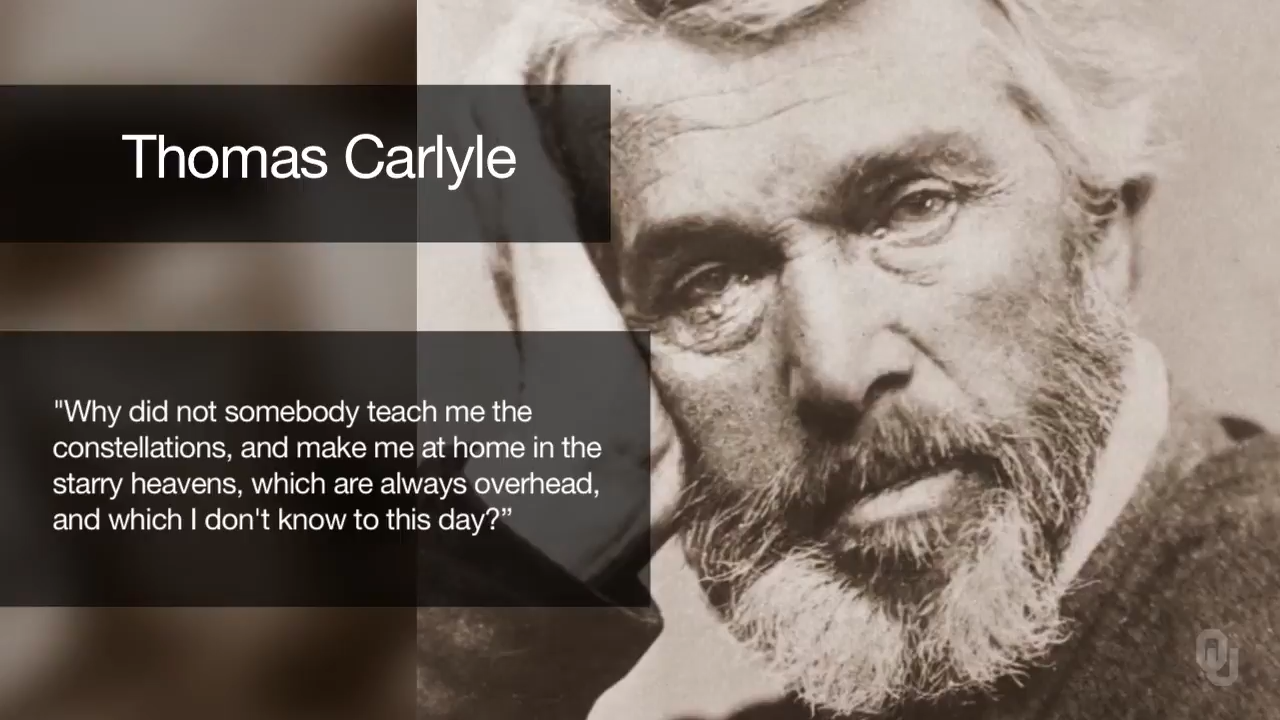 Thomas Carlyle
"Why did not somebody teach me the
constellations, and make me at home in the
starry heavens, which are always overhead,
and which I don't know to this day?”
OU